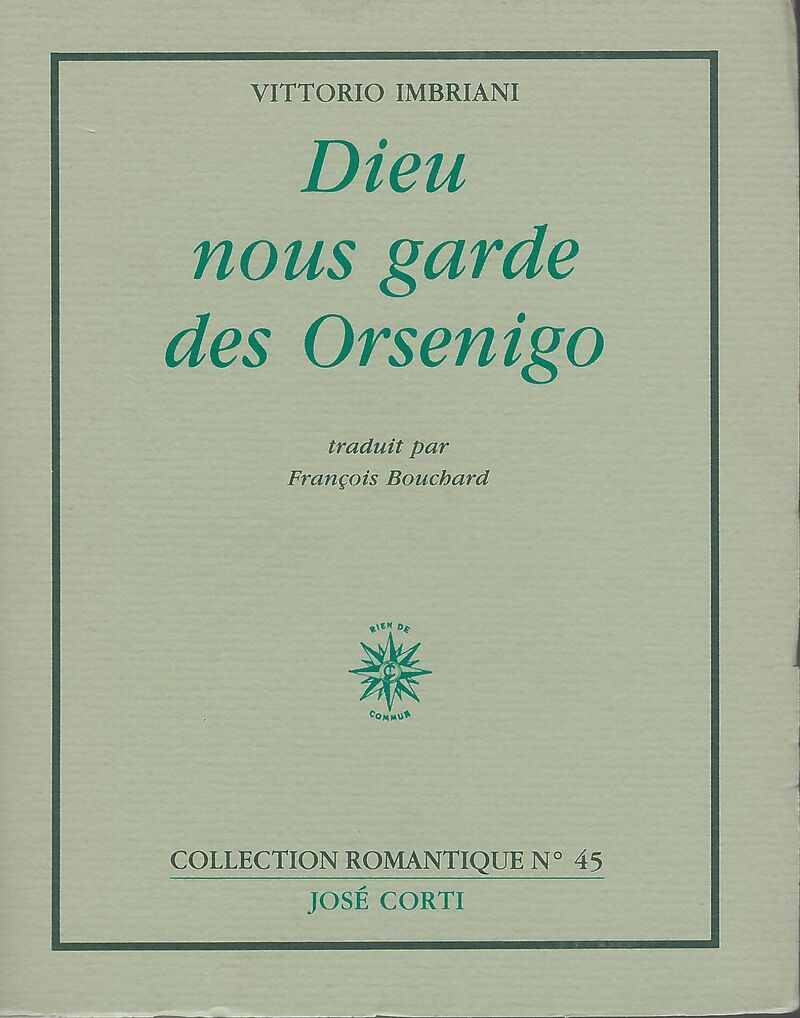 VITTORIO IMBRIANI
Dieu
nous garde
des Orsenigo
traduit par
François Bouchard
RIEN DE
COMMUN
COLLECTION ROMANTIQUE N° 45
JOSÉ CORTI